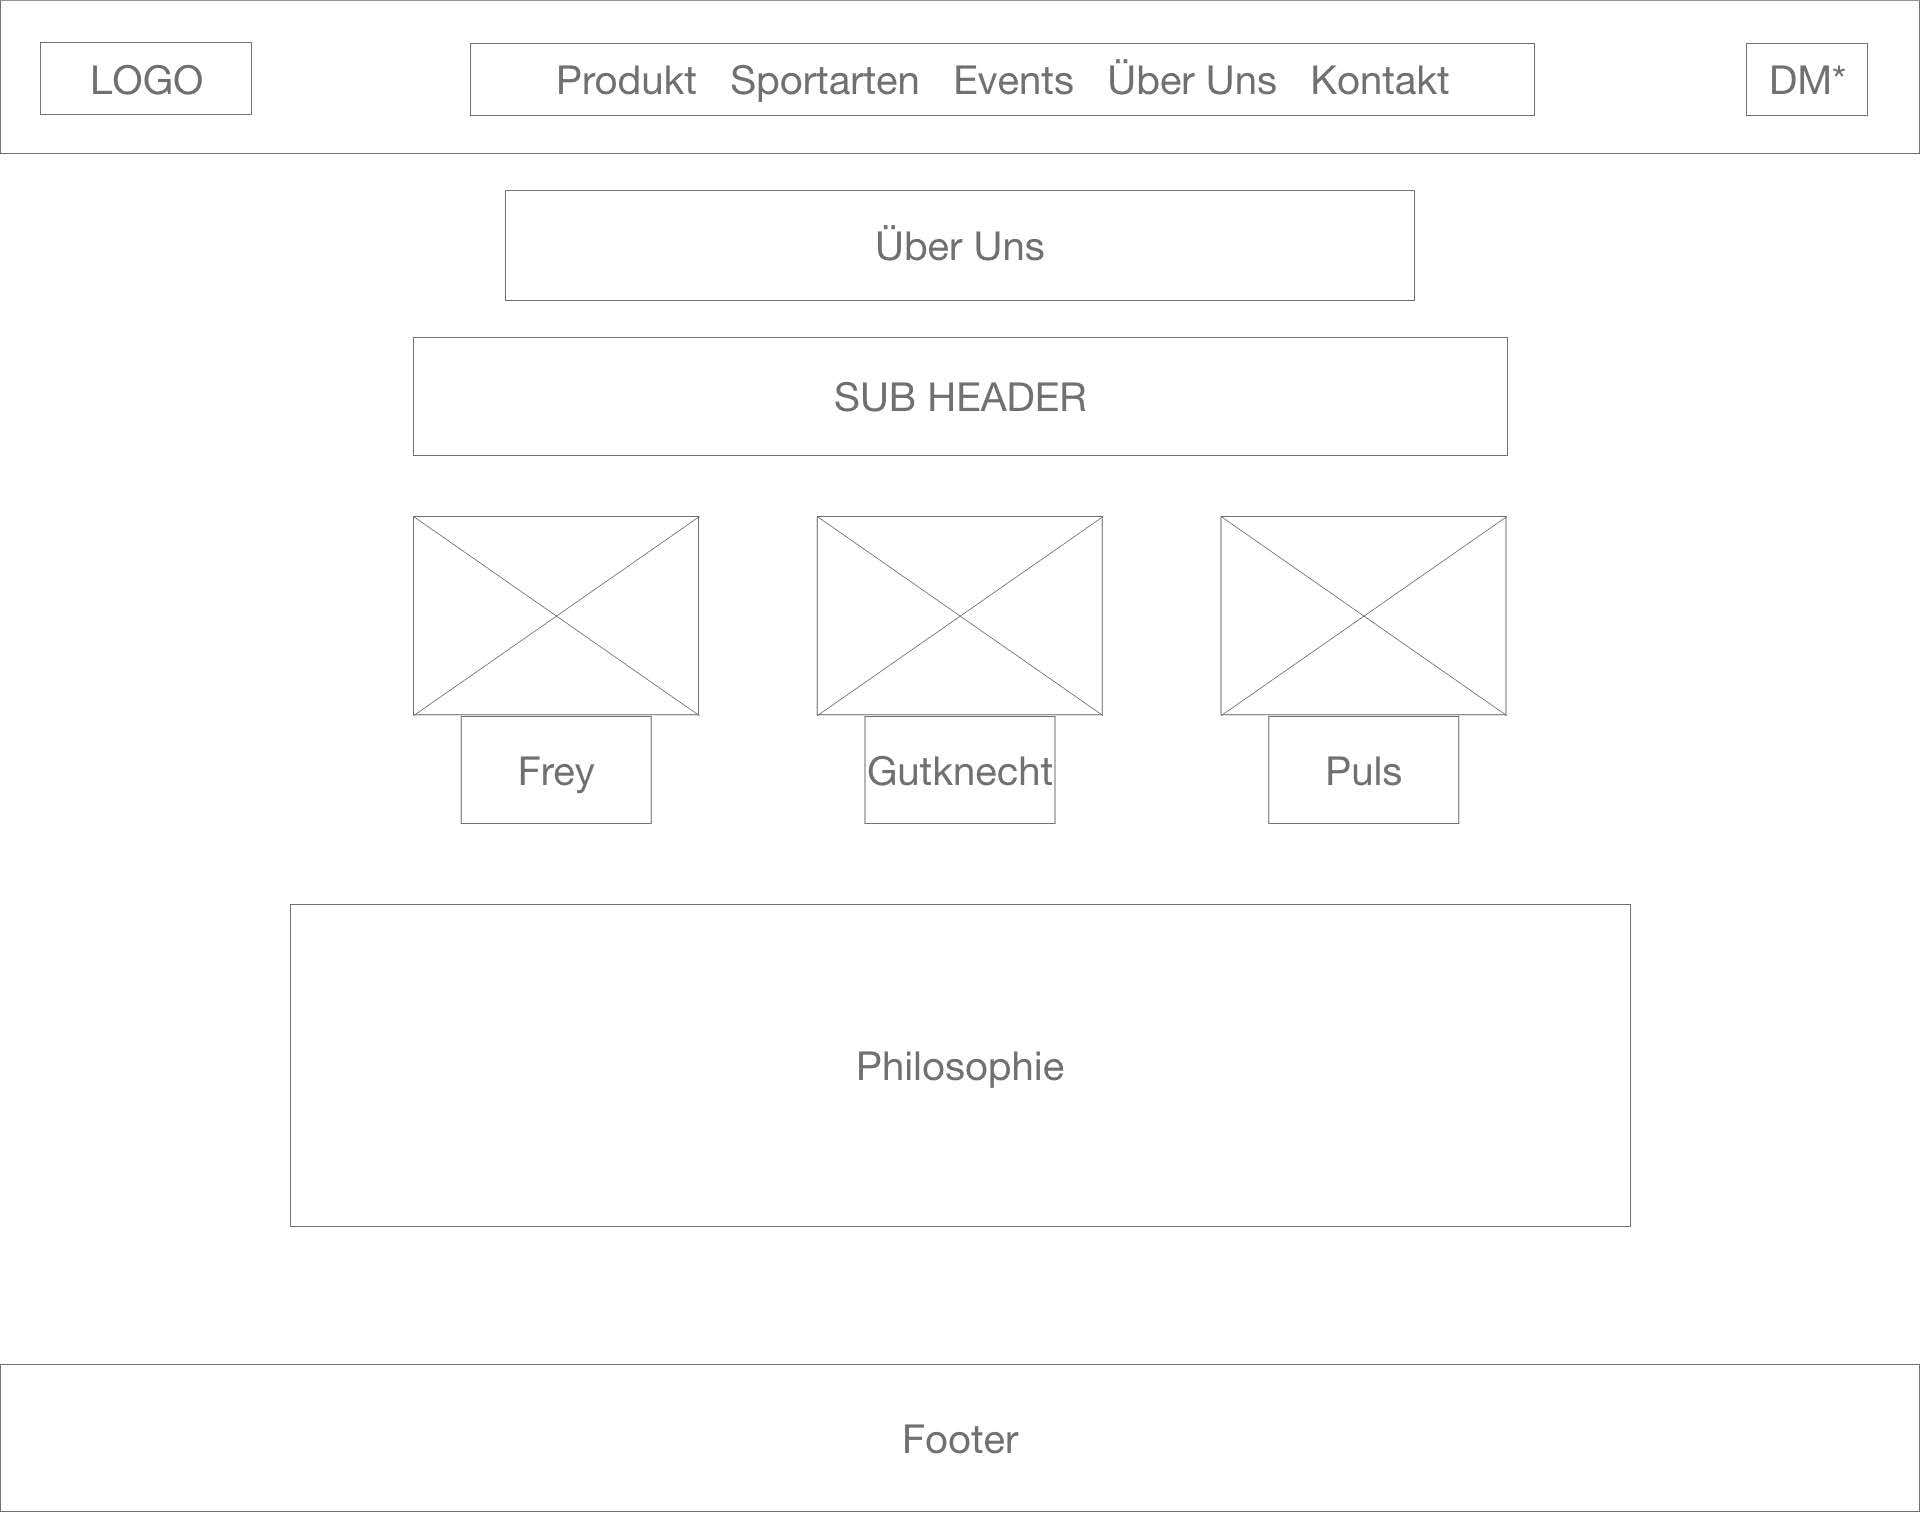 LOGO
Produkt Sportarten Events Über Uns Kontakt
DM*
Über Uns
SUB HEADER
Frey
Gutknecht
Puls
Philosophie
Footer